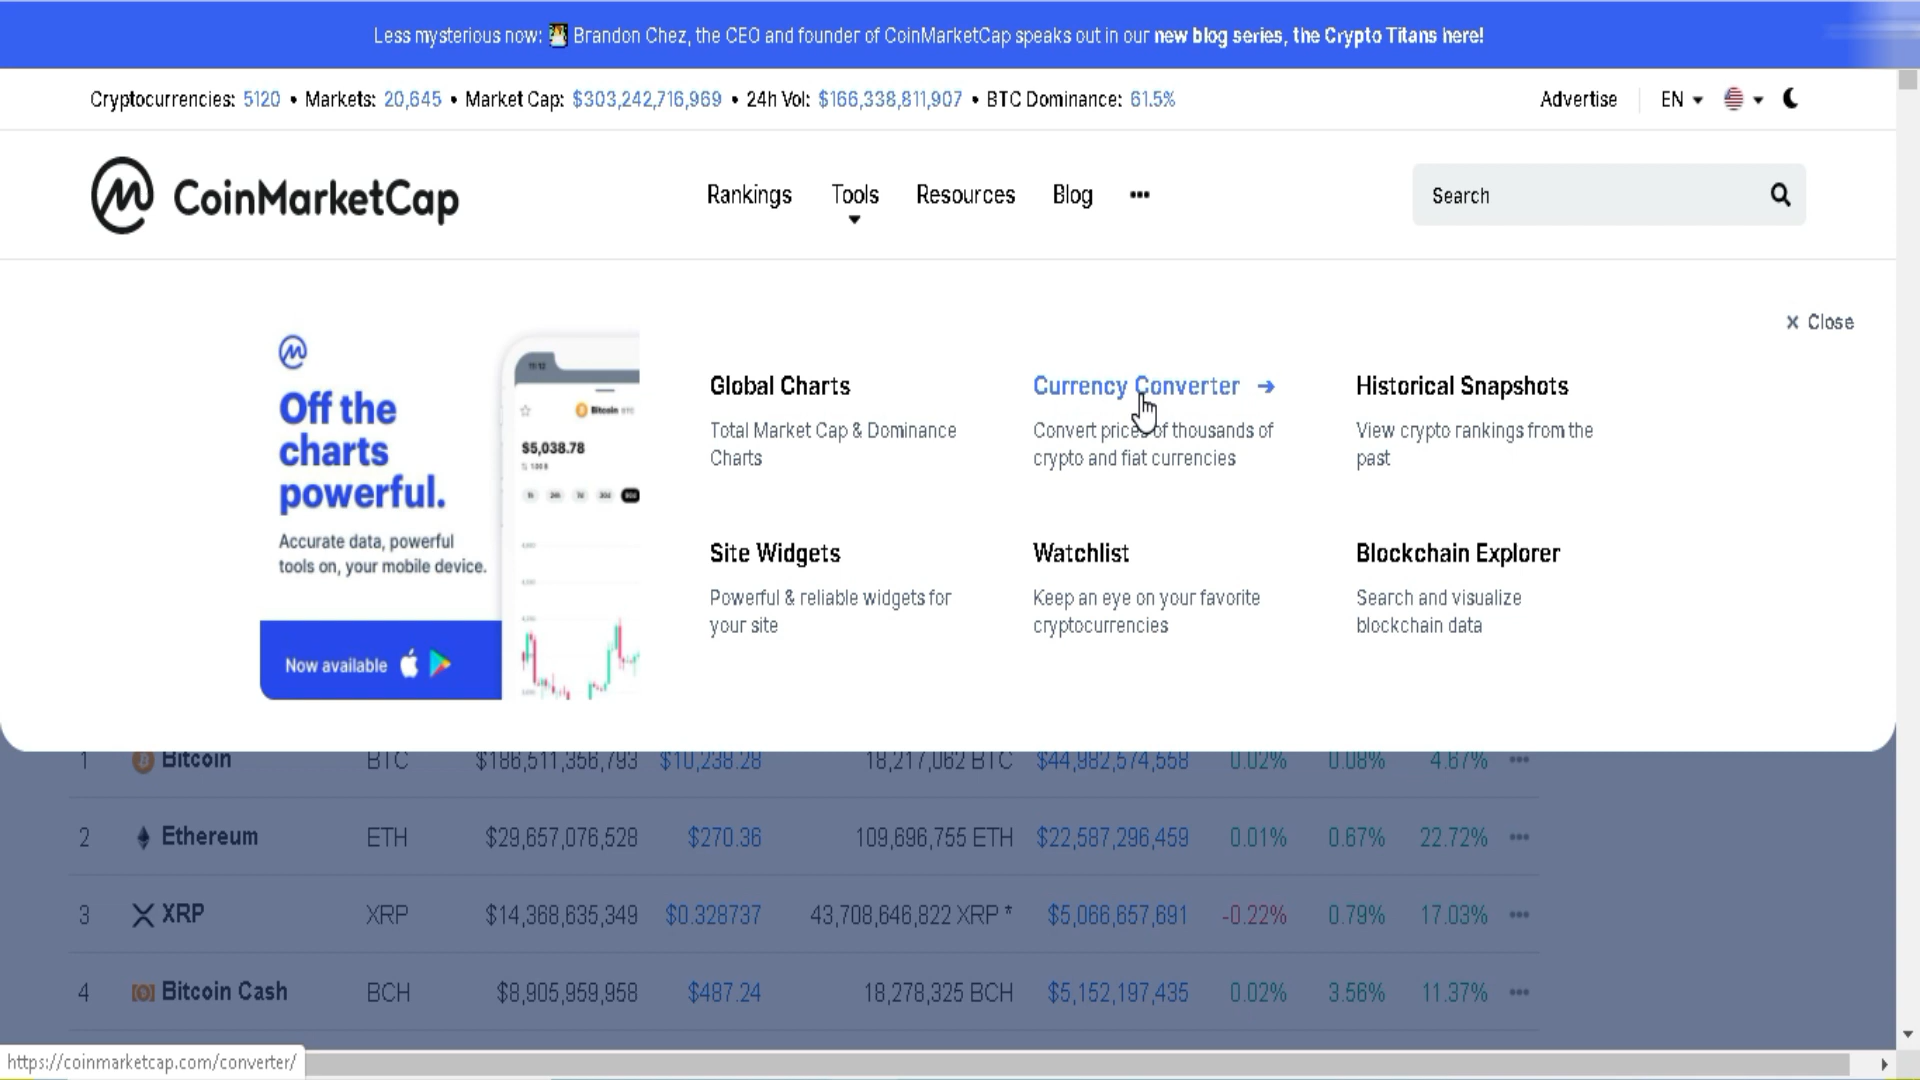 Less mysterious now: Brandon Chez, the CEO and founder of CoinMarketCap speaks out in our new blog series, the Crypto Titans here!
Cryptocurrencies: 5120 • Markets: 20,645 • Market Cap: $303,242,716,969 • 24h Vol: $166,338,811,907 • BTC Dominance: 61.5%
Advertise EN
CoinMarketCap
Rankings Tools Resources Blog •••
Search
× Close
Off the
charts
powerful.
Accurate data, powerful
tools on, your mobile device.
Now available
11:12
Bitcoin BTC
$5,038.78
Global Charts
Total Market Cap & Dominance
Charts
Currency Converter →
Convert prices of thousands of
crypto and fiat currencies
Historical Snapshots
View crypto rankings from the
past
Site Widgets
Powerful & reliable widgets for
your site
Watchlist
Keep an eye on your favorite
cryptocurrencies
Blockchain Explorer
Search and visualize
blockchain data
1 Bitcoin BTC $186,511,356,793 $10,238.28 18,217,062 BTC $44,982,574,558 0.02% 0.08% 4.67% •••
2 Ethereum ETH $29,657,076,528 $270.36 109,696,755 ETH $22,587,296,459 0.01% 0.67% 22.72% •••
3 XRP XRP $14,368,635,349 $0.328737 43,708,646,822 XRP * $5,066,657,691 -0.22% 0.79% 17.03% •••
4 Bitcoin Cash BCH $8,905,959,958 $487.24 18,278,325 BCH $5,152,197,435 0.02% 3.56% 11.37% •••
https://coinmarketcap.com/converter/